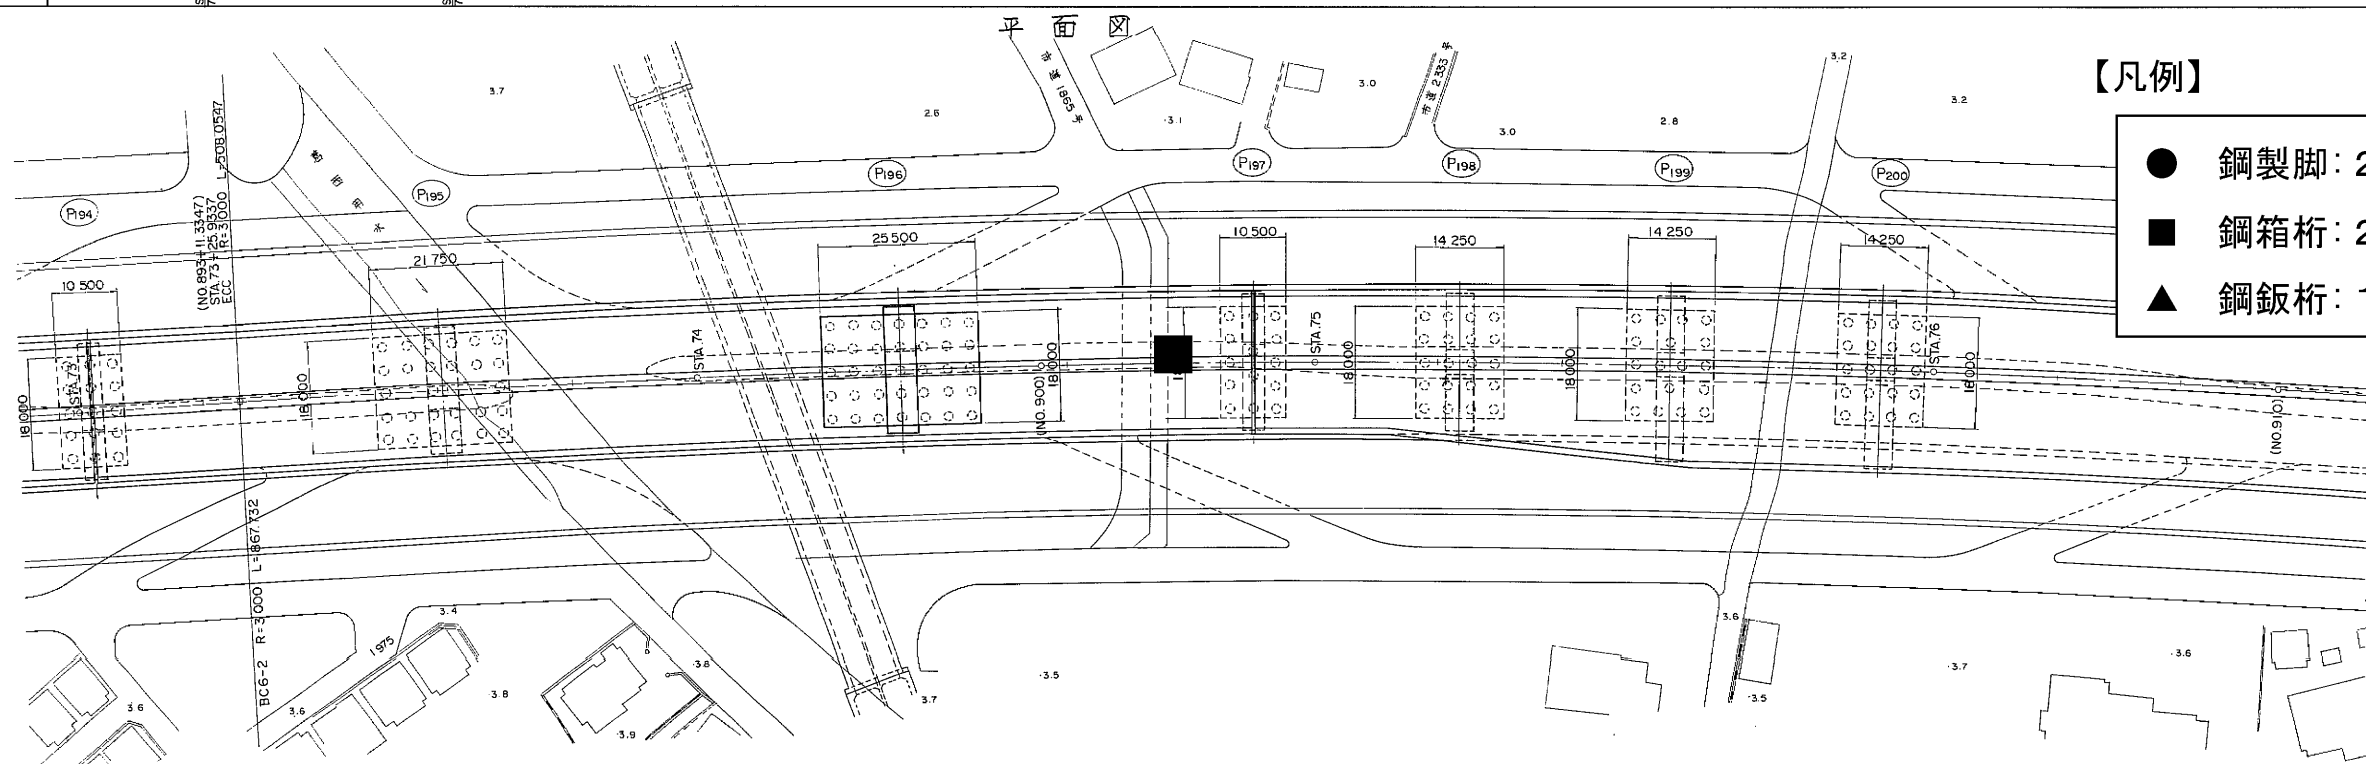 平面図
【凡例】
● 鋼製脚：2
■ 鋼箱桁：2
▲ 鋼鈑桁：1
市道1865号
市道2333号
3.7
2.6
3.1
3.0
3.0
2.8
3.2
3.2
P194
P195
P196
P197
P198
P199
P200
(NO.893+11.3347)
STA.73+25.9337
ECC R=3000 L=508.0547
10 500
21 750
25 500
10 500
14 250
14 250
14 250
STA.73
STA.74
STA.75
STA.76
18 000
18 000
18 000
18 000
18 000
18 000
(NO.900)
(NO.910)
BC6-2 R=3000 L=867.732
1975
3.4
3.6
3.6
3.8
3.8
3.9
3.7
3.5
3.6
3.5
3.7
3.6